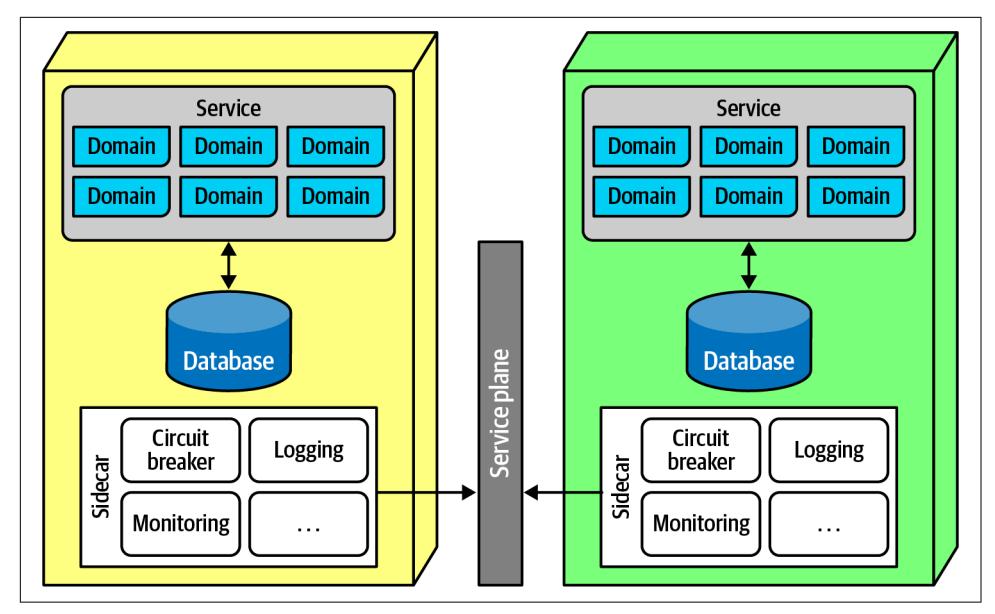 Service
Domain Domain Domain
Domain Domain Domain
Database
Sidecar
Circuit
breaker
Logging
Monitoring
...
Service plane
Service
Domain Domain Domain
Domain Domain Domain
Database
Sidecar
Circuit
breaker
Logging
Monitoring
...